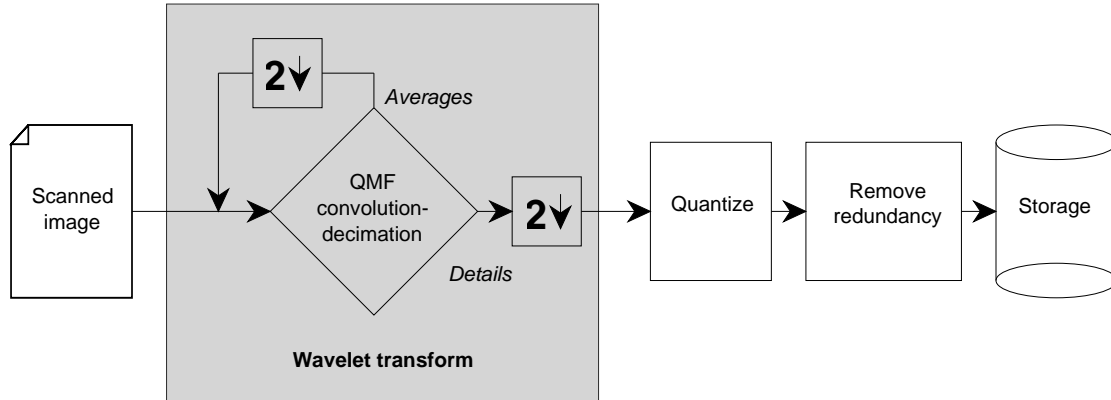 2
Averages
Scanned
image
QMF
convolution-
decimation
2
Details
Wavelet transform
Quantize
Remove
redundancy
Storage